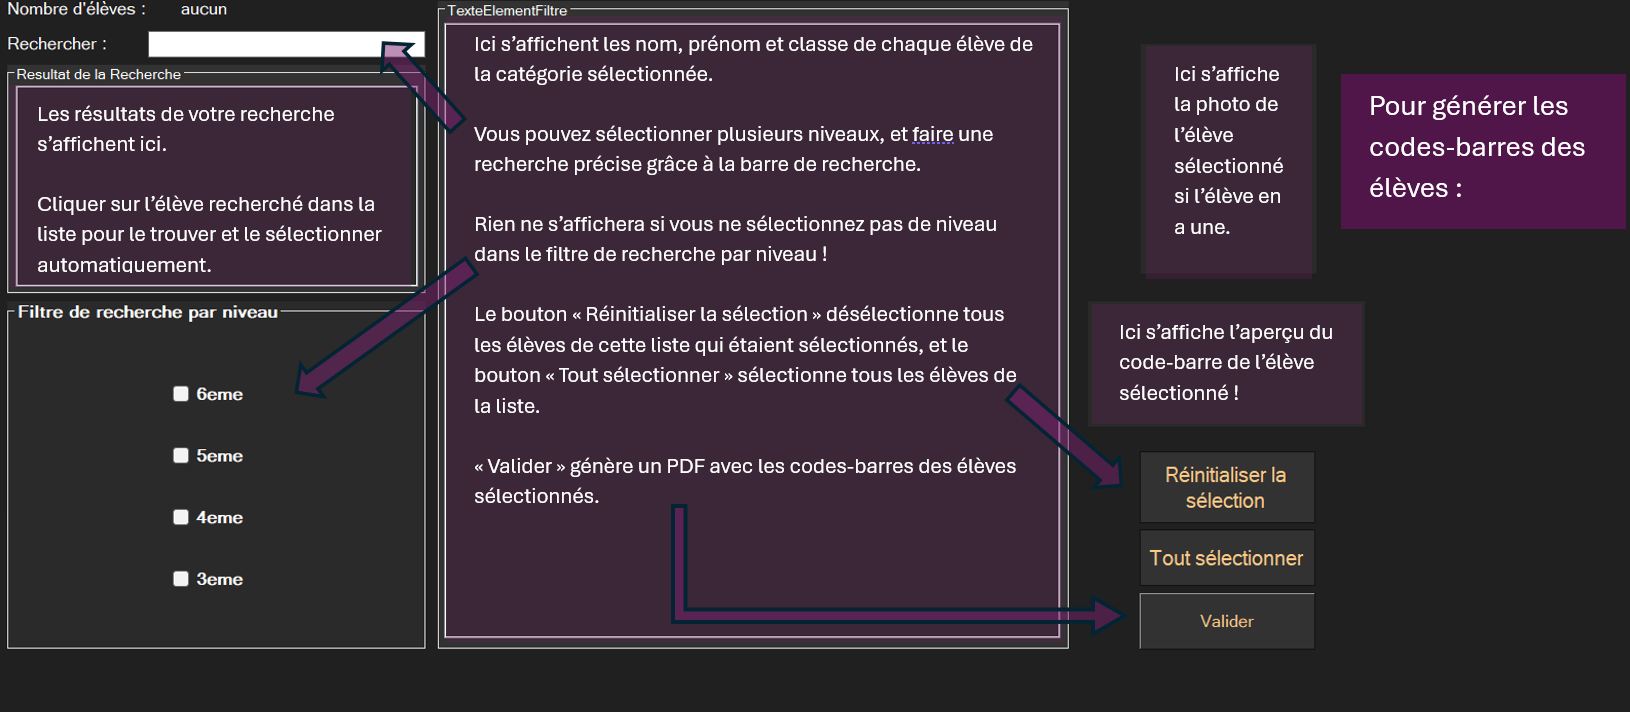 Nombre d'élèves :    aucun
Rechercher :
Resultat de la Recherche
Les résultats de votre recherche
s’affichent ici.
Cliquer sur l’élève recherché dans la
liste pour le trouver et le sélectionner
automatiquement.
Filtre de recherche par niveau
6eme
5eme
4eme
3eme
TexteElementFiltre
Ici s’affichent les nom, prénom et classe de chaque élève de
la catégorie sélectionnée.
Vous pouvez sélectionner plusieurs niveaux, et faire une
recherche précise grâce à la barre de recherche.
Rien ne s’affichera si vous ne sélectionnez pas de niveau
dans le filtre de recherche par niveau !
Le bouton « Réinitialiser la sélection » désélectionne tous
les élèves de cette liste qui étaient sélectionnés, et le
bouton « Tout sélectionner » sélectionne tous les élèves de
la liste.
« Valider » génère un PDF avec les codes-barres des élèves
sélectionnés.
Ici s’affiche
la photo de
l’élève
sélectionné
si l’élève en
a une.
Ici s’affiche l’aperçu du
code-barre de l’élève
sélectionné !
Réinitialiser la
sélection
Tout sélectionner
Valider
Pour générer les
codes-barres des
élèves :